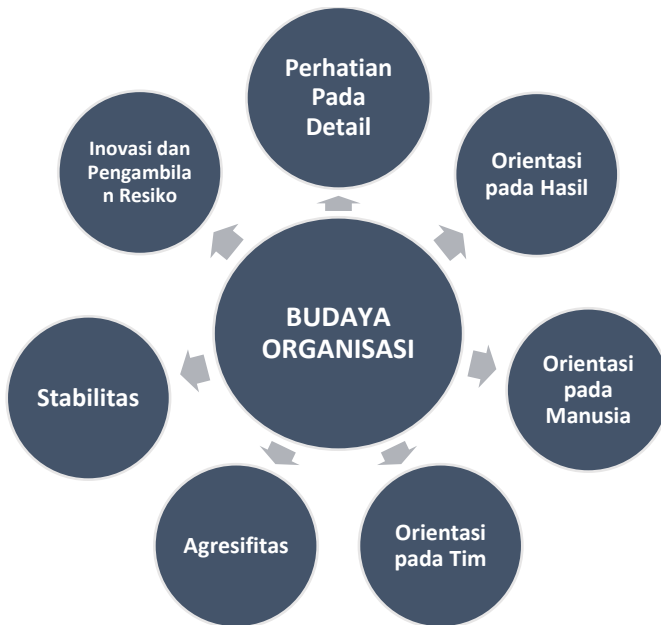 Perhatian
Pada
Detail
Orientasi
pada Hasil
Orientasi
pada
Manusia
Orientasi
pada Tim
Agresifitas
Stabilitas
Inovasi dan
Pengambila
n Resiko
BUDAYA
ORGANISASI